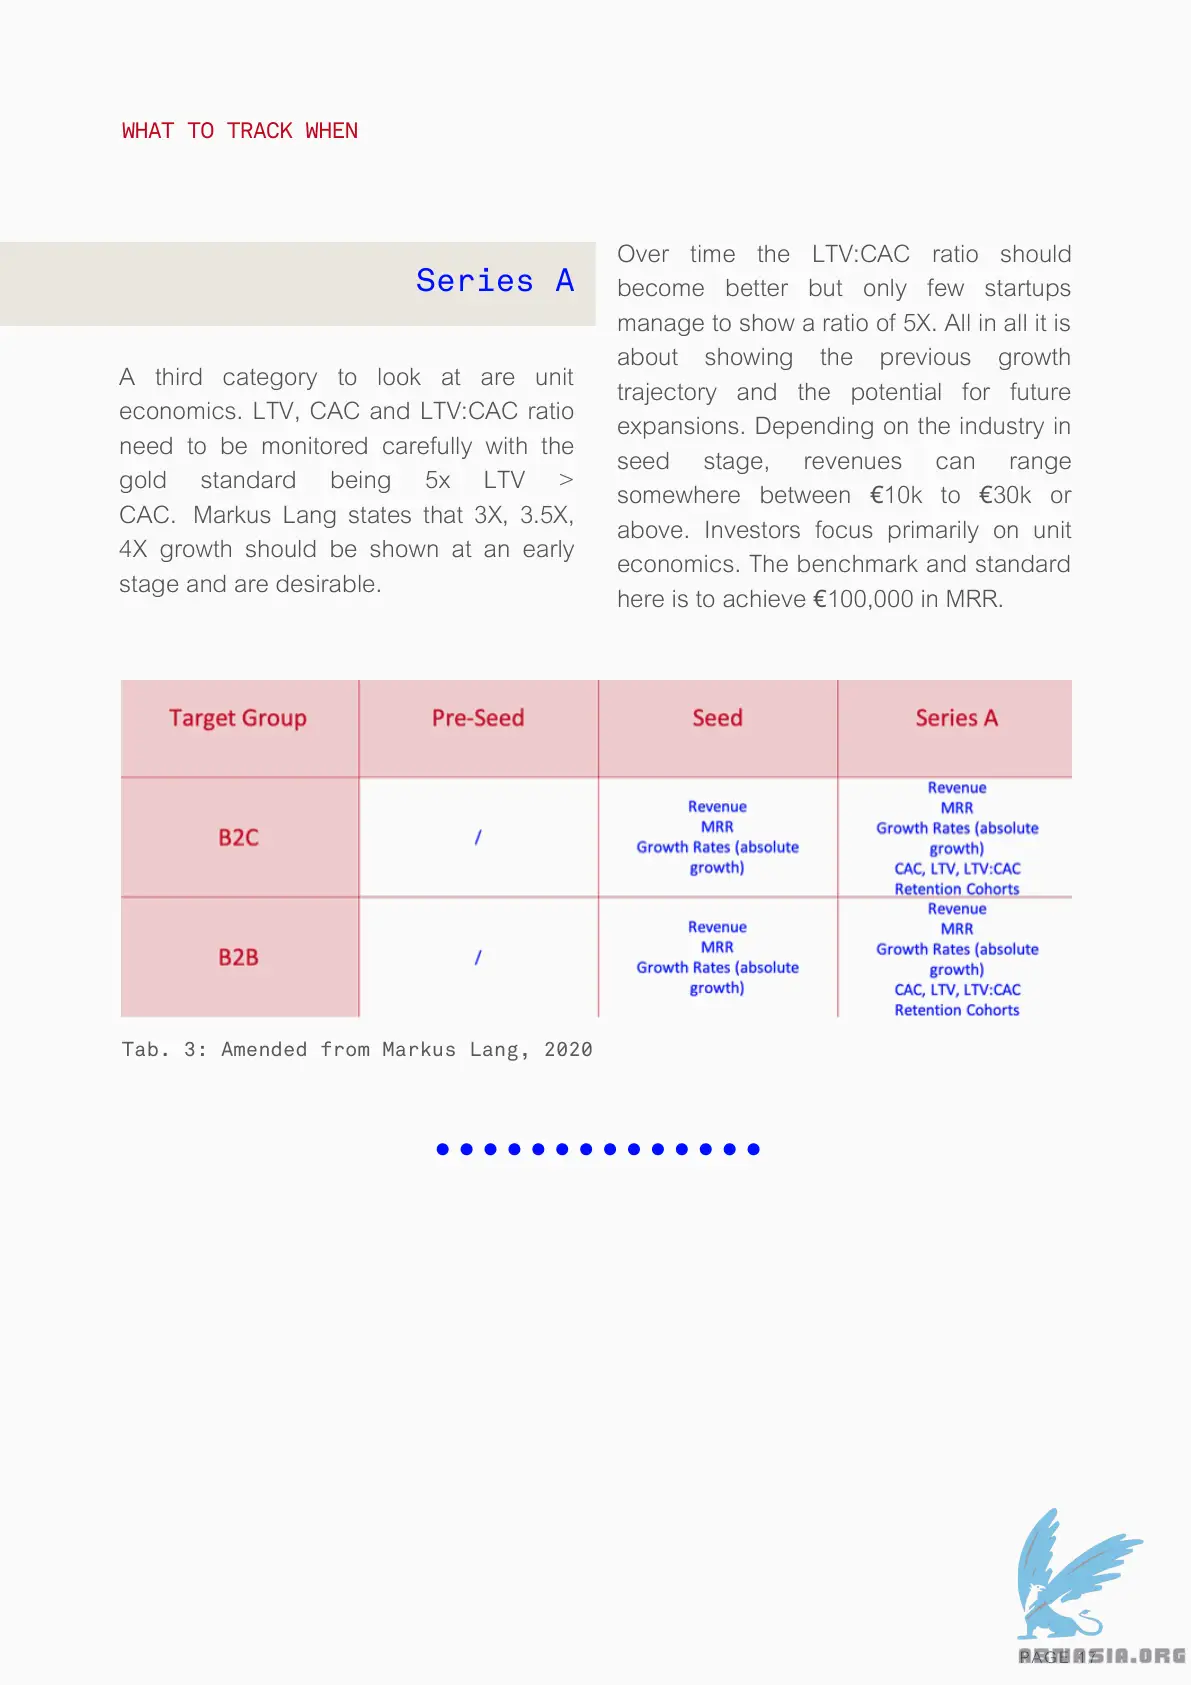 WHAT TO TRACK WHEN
Series A
A third category to look at are unit
economics. LTV, CAC and LTV:CAC ratio
need to be monitored carefully with the
gold standard being 5x LTV >
CAC. Markus Lang states that 3X, 3.5X,
4X growth should be shown at an early
stage and are desirable.
Over time the LTV:CAC ratio should
become better but only few startups
manage to show a ratio of 5X. All in all it is
about showing the previous growth
trajectory and the potential for future
expansions. Depending on the industry in
seed stage, revenues can range
somewhere between €10k to €30k or
above. Investors focus primarily on unit
economics. The benchmark and standard
here is to achieve €100,000 in MRR.
Target Group Pre-Seed Seed Series A
B2C
/
Revenue
MRR
Growth Rates (absolute
growth)
Revenue
MRR
Growth Rates (absolute
growth)
CAC, LTV, LTV:CAC
Retention Cohorts
B2B
/
Revenue
MRR
Growth Rates (absolute
growth)
Revenue
MRR
Growth Rates (absolute
growth)
CAC, LTV, LTV:CAC
Retention Cohorts
Tab. 3: Amended from Markus Lang, 2020
PAGE 17